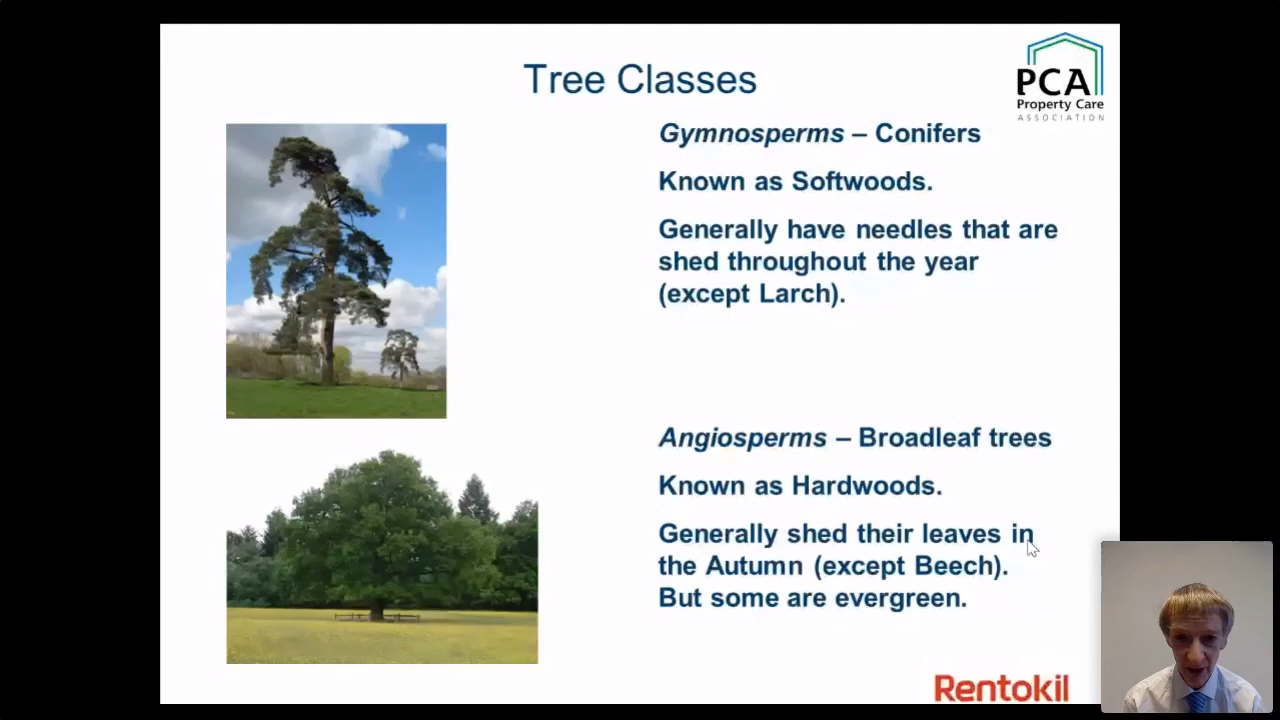 Tree Classes
PCA
Property Care
ASSOCIATION
Gymnosperms – Conifers
Known as Softwoods.
Generally have needles that are
shed throughout the year
(except Larch).
Angiosperms – Broadleaf trees
Known as Hardwoods.
Generally shed their leaves in
the Autumn (except Beech).
But some are evergreen.
Rentokil